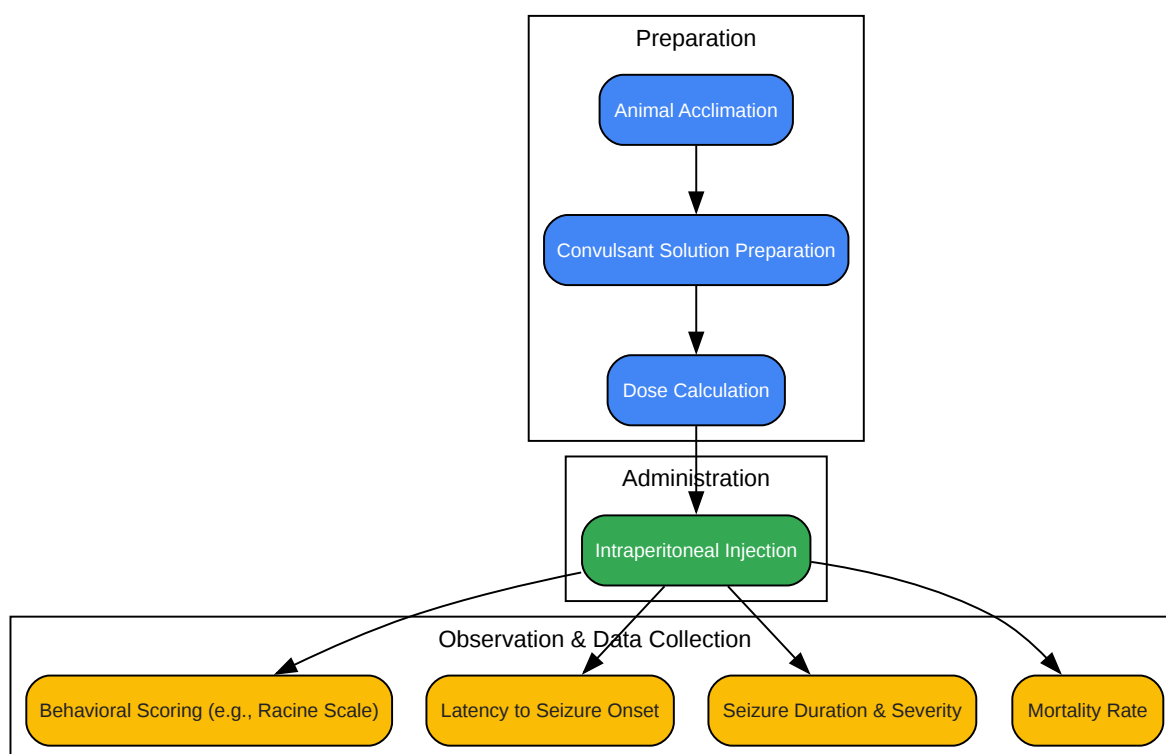 Preparation
Animal Acclimation
Convulsant Solution Preparation
Dose Calculation
Administration
Intraperitoneal Injection
Observation & Data Collection
Behavioral Scoring (e.g., Racine Scale)
Latency to Seizure Onset
Seizure Duration & Severity
Mortality Rate